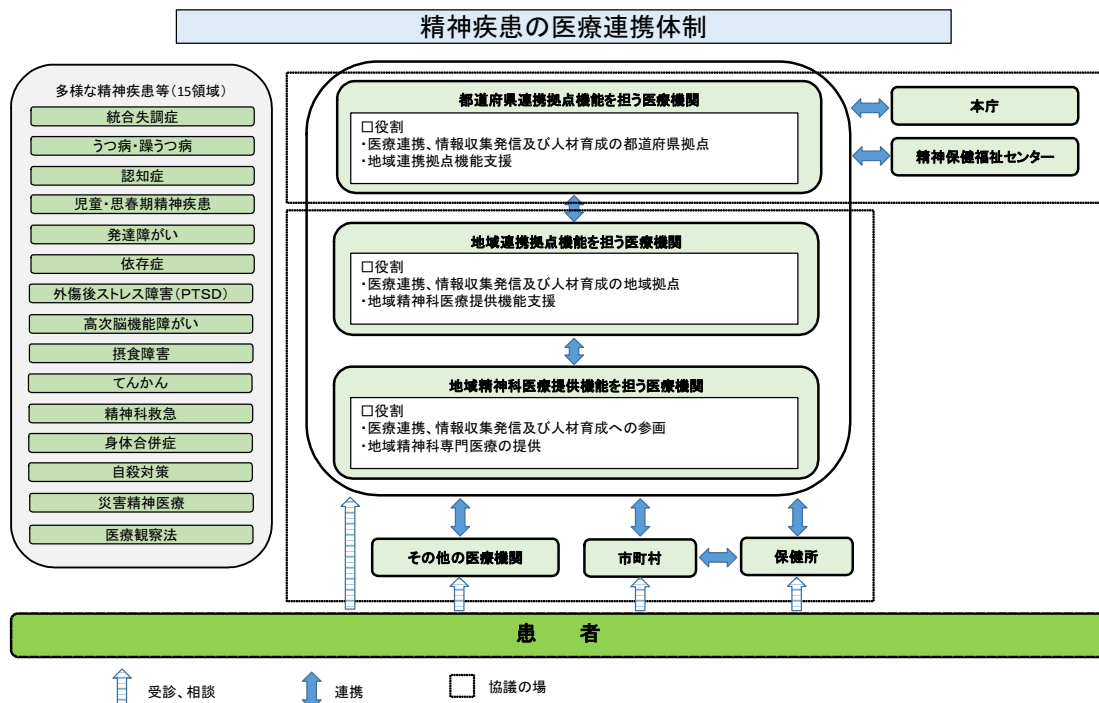 精神疾患の医療連携体制
多様な精神疾患等（15領域）
統合失調症
うつ病・躁うつ病
認知症
児童・思春期精神疾患
発達障がい
依存症
外傷後ストレス障害（PTSD）
高次脳機能障がい
摂食障害
てんかん
精神科救急
身体合併症
自殺対策
災害精神医療
医療観察法
都道府県連携拠点機能を担う医療機関
□役割
・医療連携、情報収集発信及び人材育成の都道府県拠点
・地域連携拠点機能支援
本庁
精神保健福祉センター
地域連携拠点機能を担う医療機関
□役割
・医療連携、情報収集発信及び人材育成の地域拠点
・地域精神科医療提供機能支援
地域精神科医療提供機能を担う医療機関
□役割
・医療連携、情報収集発信及び人材育成への参画
・地域精神科専門医療の提供
その他の医療機関
市町村
保健所
患　者
受診、相談
連携
協議の場